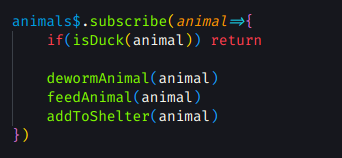 animals$.subscribe(animal=>{
    if(isDuck(animal)) return

    dewormAnimal(animal)
    feedAnimal(animal)
    addToShelter(animal)
})